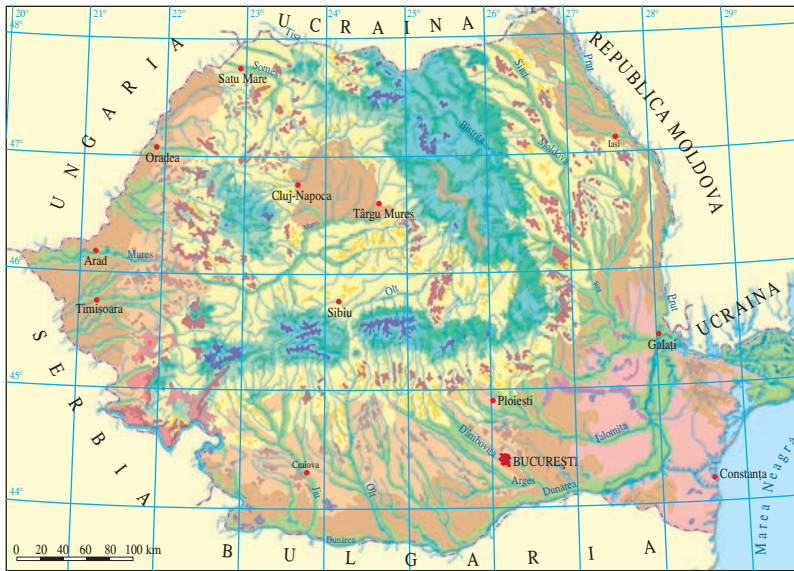 20° 21° 22° 23° 24° 25° 26° 27° 28° 29°
48°
47°
46°
45°
44°
UCRAINA
UNGARIA
REPUBLICA MOLDOVA
Tisa
Someș
Satu Mare
Siret
Prut
Bistrița
Moldova
Iași
Oradea
Cluj-Napoca
Târgu Mureș
Mureș
Arad
Mureș
Timișoara
Sibiu
Olt
Siret
Prut
UCRAINA
Galați
SERBIA
Ploiești
Dâmbovița
Ialomița
BUCUREȘTI
Craiova
Jiu
Olt
Argeș
Dunărea
Constanța
Marea Neagră
Dunărea
0 20 40 60 80 100 km
BULGARIA